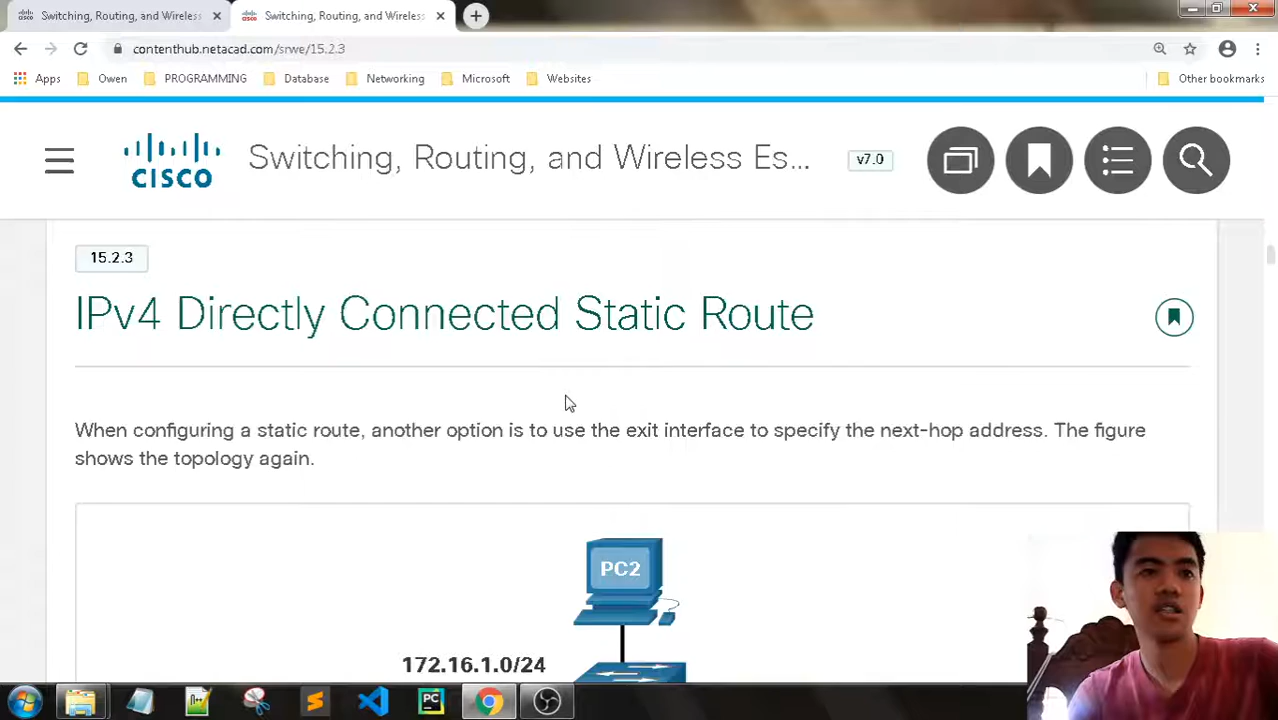 Switching, Routing, and Wireless
Switching, Routing, and Wireless
contenthub.netacad.com/srwe/15.2.3
Apps
Owen
PROGRAMMING
Database
Networking
Microsoft
Websites
Other bookmarks
CISCO
Switching, Routing, and Wireless Es...
v7.0
15.2.3
IPv4 Directly Connected Static Route
When configuring a static route, another option is to use the exit interface to specify the next-hop address. The figure
shows the topology again.
PC2
172.16.1.0/24
PC